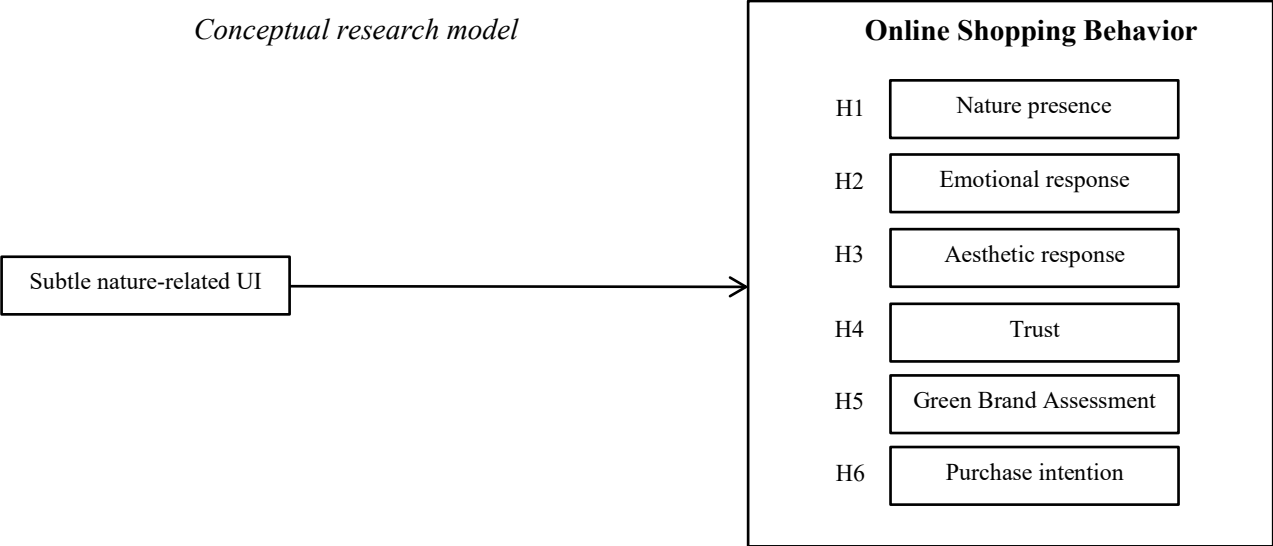 Conceptual research model
Online Shopping Behavior
H1 Nature presence
H2 Emotional response
H3 Aesthetic response
Subtle nature-related UI
H4 Trust
H5 Green Brand Assessment
H6 Purchase intention